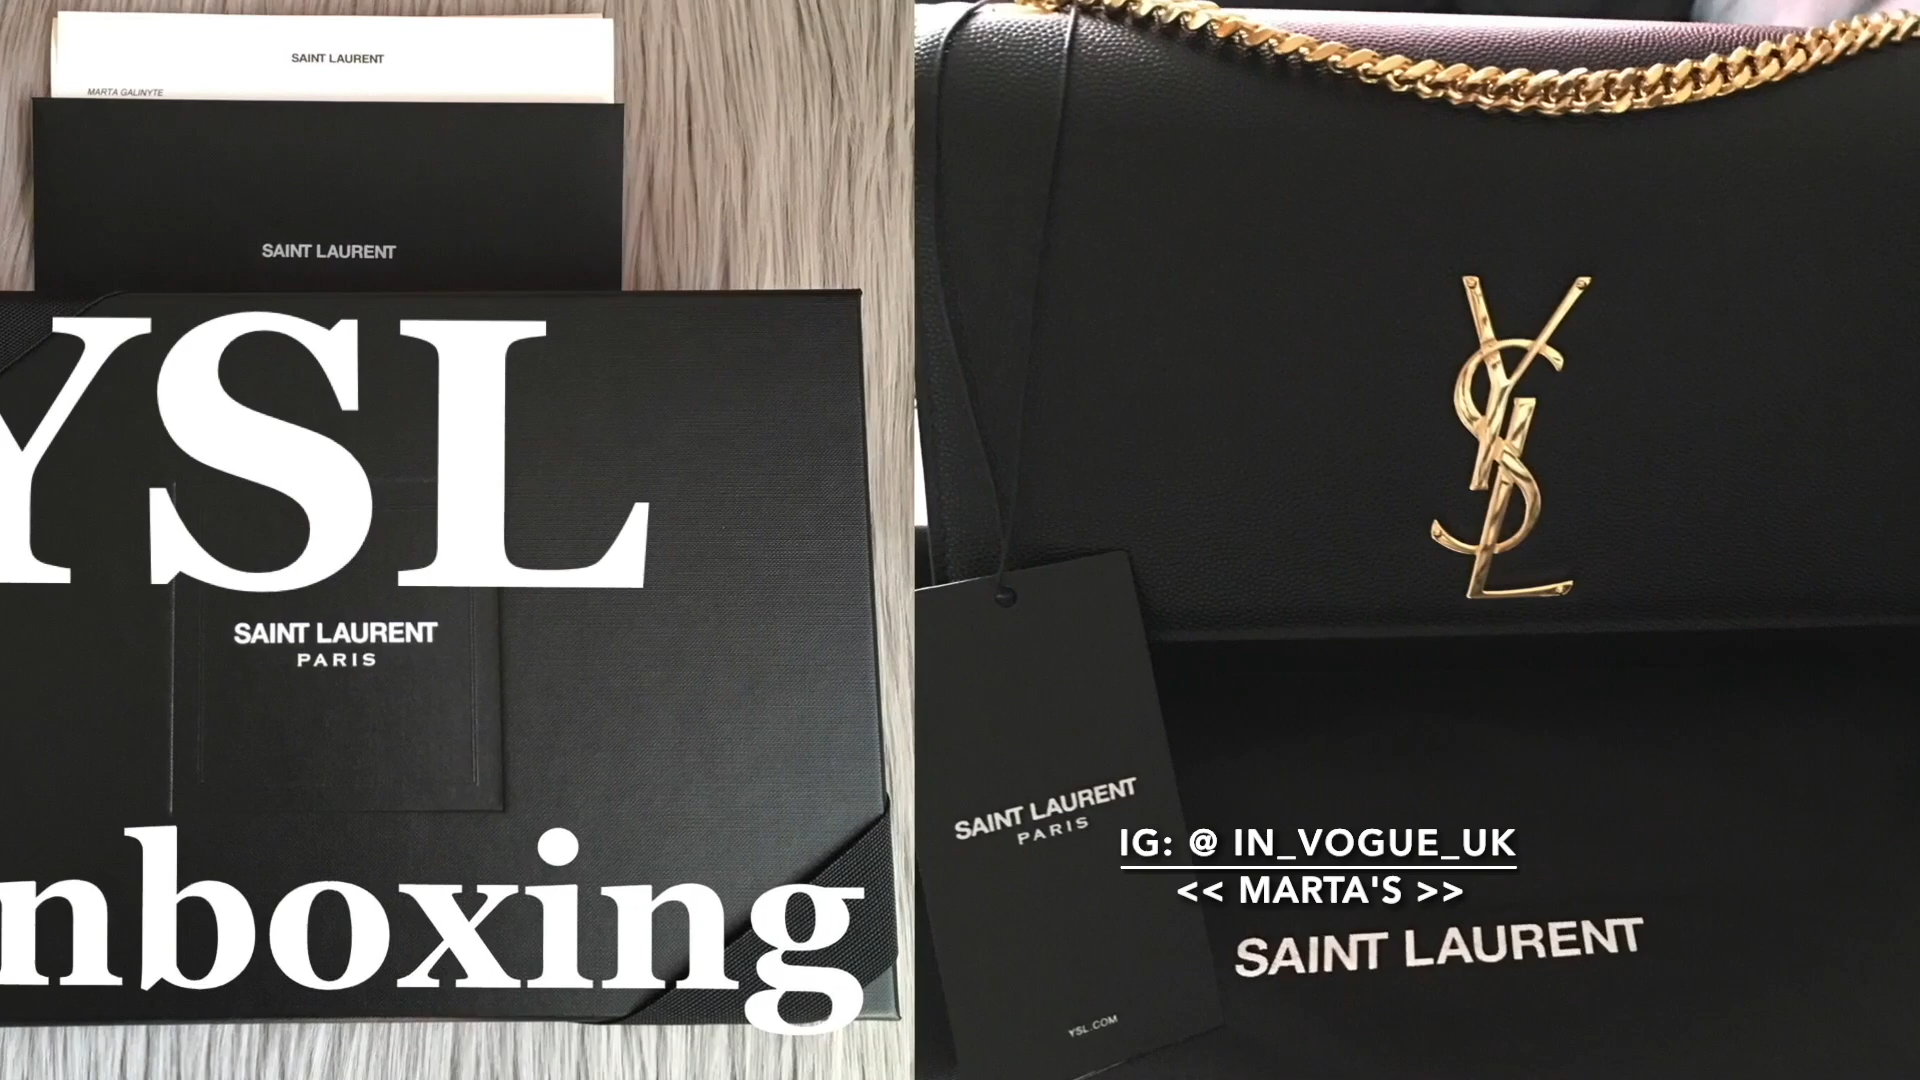 SAINT LAURENT
MARTA GALINYTE
SAINT LAURENT
YSL
SAINT LAURENT
PARIS
nboxing
YSL
SAINT LAURENT
PARIS
YSL.COM
IG: @ IN_VOGUE_UK
<< MARTA'S >>
SAINT LAURENT